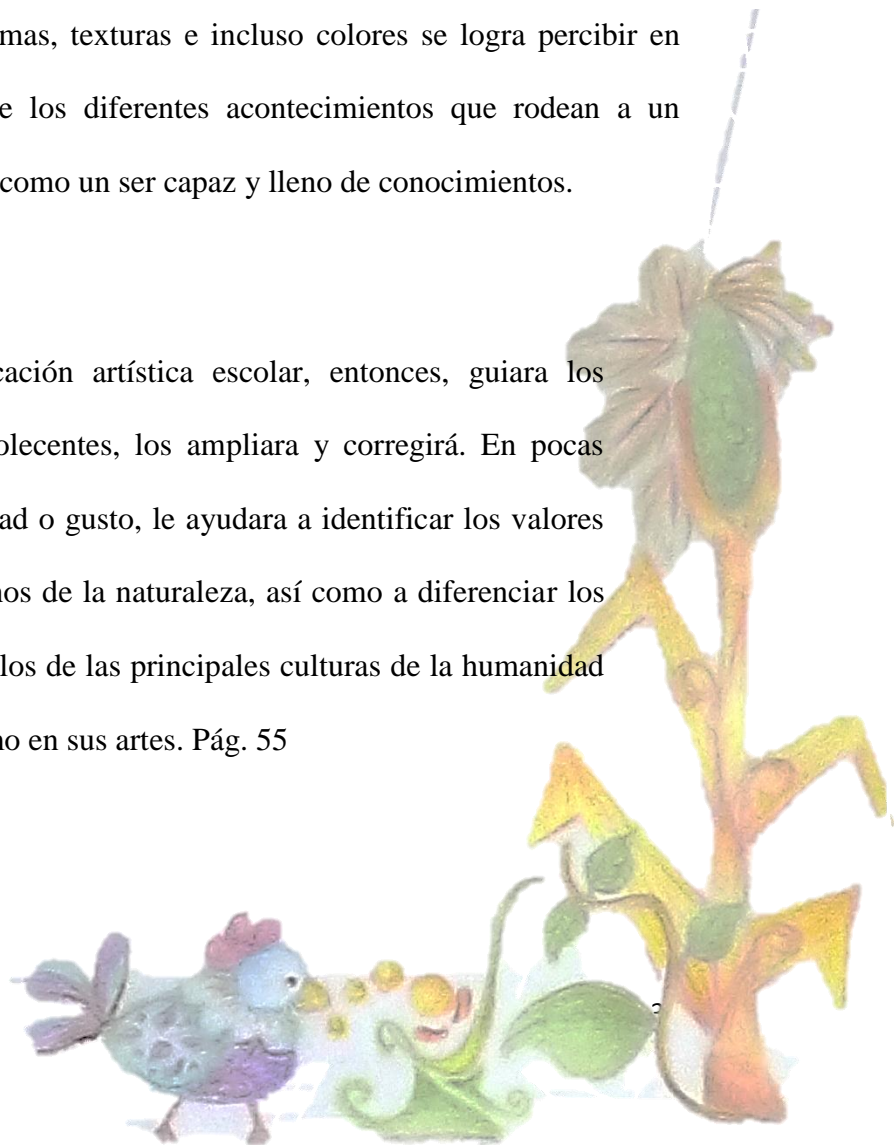 mas, texturas e incluso colores se logra percibir en
e los diferentes acontecimientos que rodean a un
como un ser capaz y lleno de conocimientos.
cación artística escolar, entonces, guiara los
olecentes, los ampliara y corregirá. En pocas
ad o gusto, le ayudara a identificar los valores
nos de la naturaleza, así como a diferenciar los
los de las principales culturas de la humanidad
no en sus artes. Pág. 55